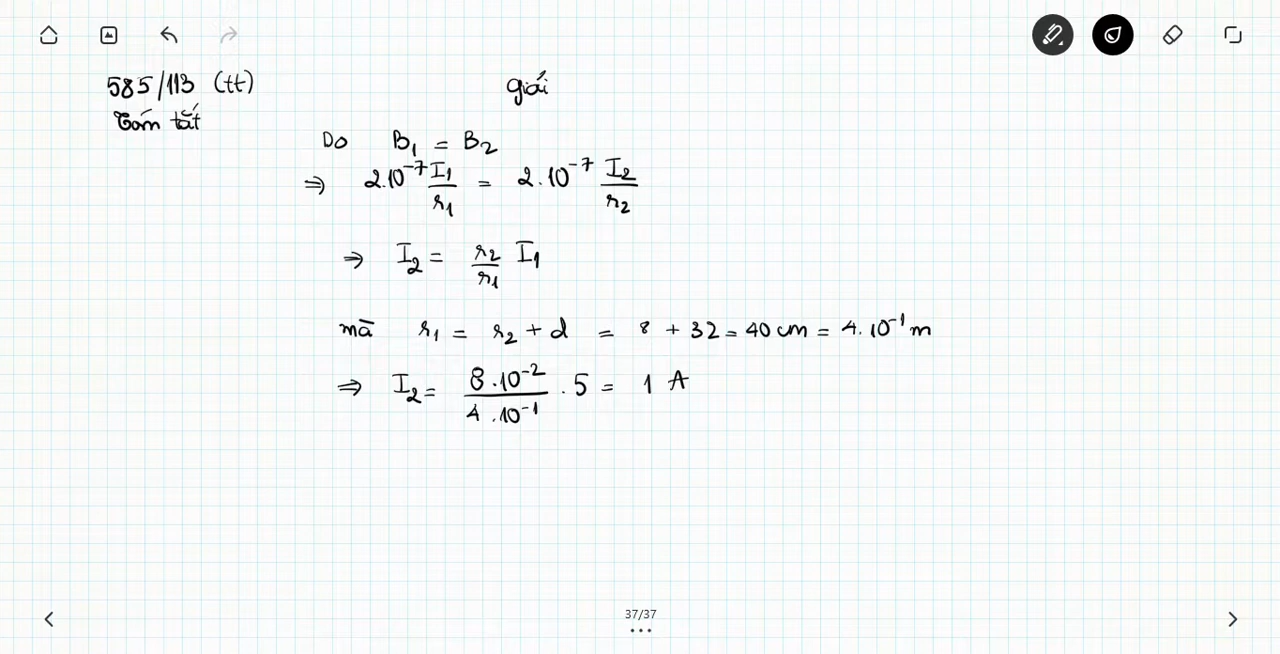 585/113 (tt)
Tóm tắt
giải
Do B₁ = B₂
⇒ 2.10⁻⁷ I₁/r₁ = 2.10⁻⁷ I₂/r₂
⇒ I₂ = r₂/r₁ I₁
mà r₁ = r₂ + d = 8 + 32 = 40 cm = 4.10⁻¹ m
⇒ I₂ = 8.10⁻²/4.10⁻¹ . 5 = 1 A
37/37